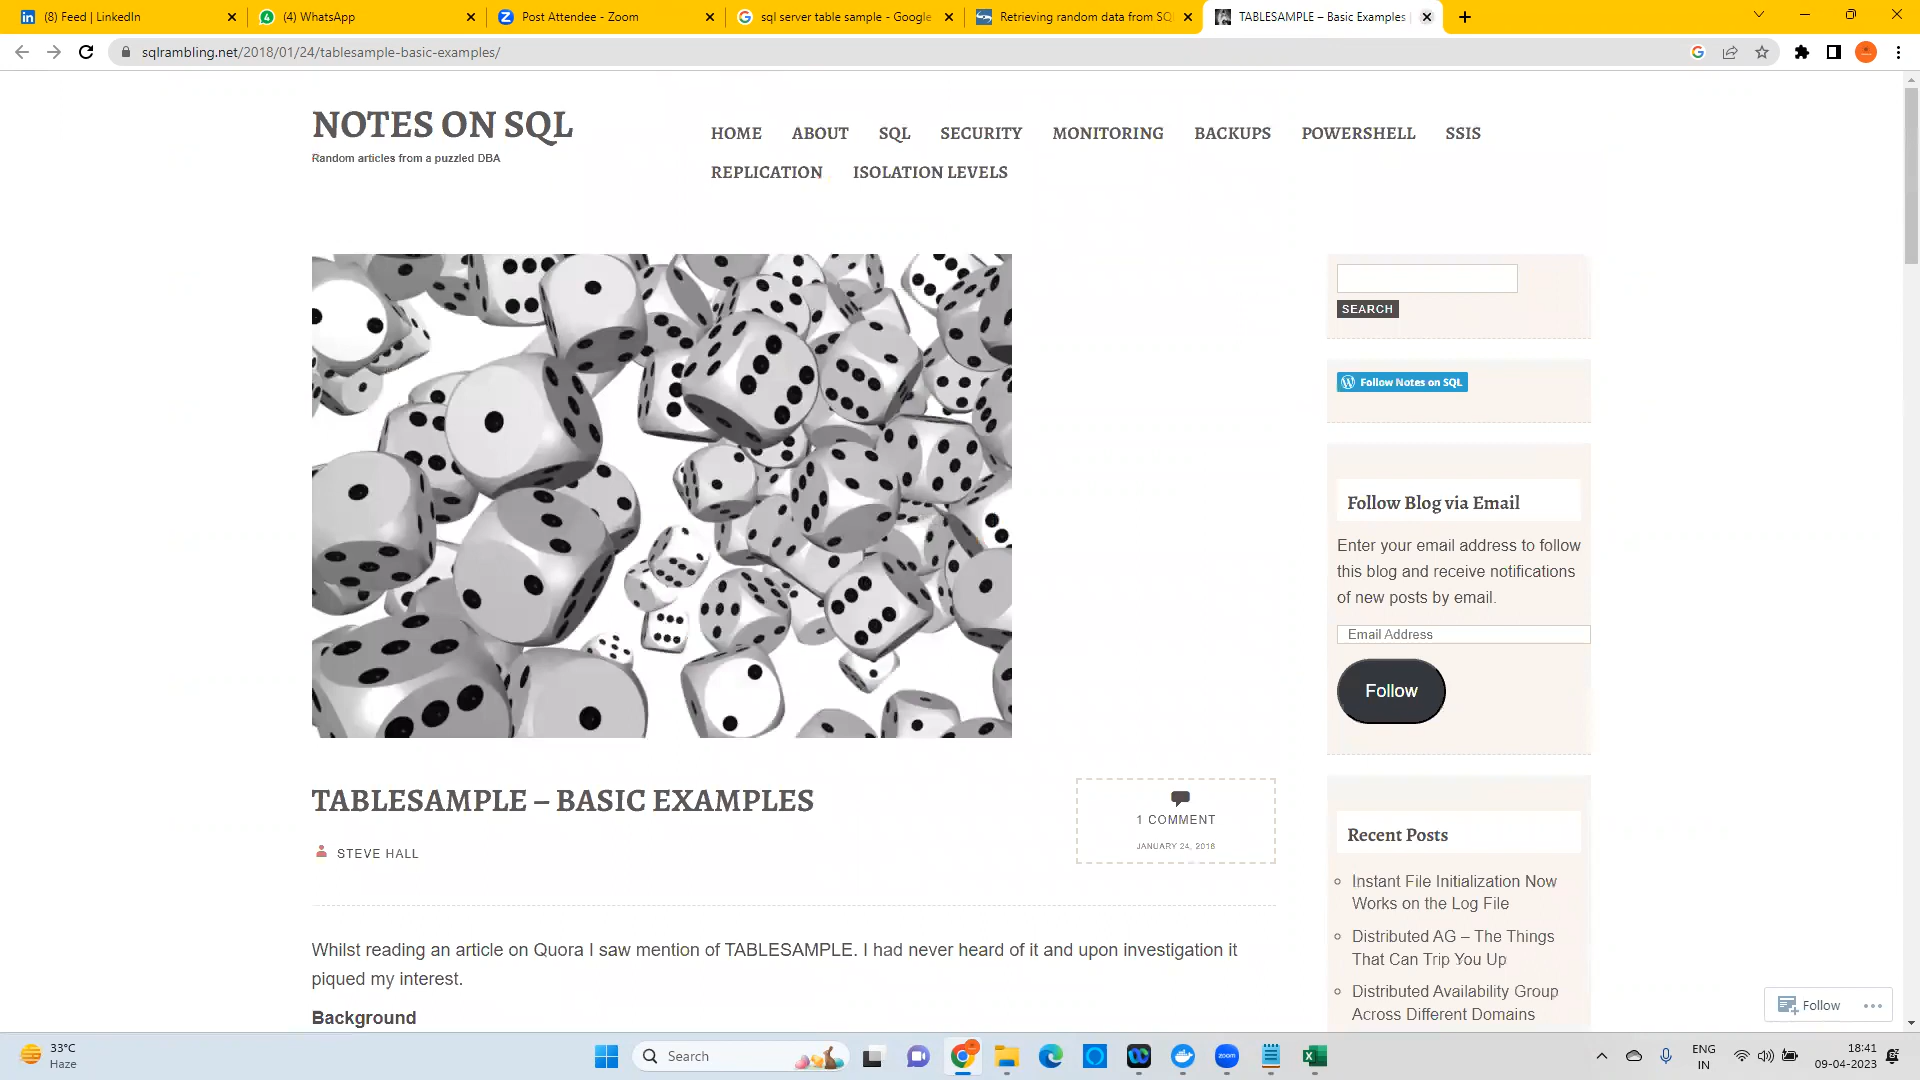 (8) Feed | LinkedIn
(4) WhatsApp
Post Attendee - Zoom
sql server table sample - Google
Retrieving random data from SQ
TABLESAMPLE – Basic Examples
sqlrambling.net/2018/01/24/tablesample-basic-examples/
NOTES ON SQL
Random articles from a puzzled DBA
HOME ABOUT SQL SECURITY MONITORING BACKUPS POWERSHELL SSIS
REPLICATION ISOLATION LEVELS
SEARCH
Follow Notes on SQL
Follow Blog via Email
Enter your email address to follow
this blog and receive notifications
of new posts by email.
Email Address
Follow
TABLESAMPLE – BASIC EXAMPLES
STEVE HALL
1 COMMENT
JANUARY 24, 2018
Recent Posts
Instant File Initialization Now
Works on the Log File
Distributed AG – The Things
That Can Trip You Up
Distributed Availability Group
Across Different Domains
Whilst reading an article on Quora I saw mention of TABLESAMPLE. I had never heard of it and upon investigation it
piqued my interest.
Background
Follow
33°C
Haze
Search
zoom
ENG
IN
18:41
09-04-2023